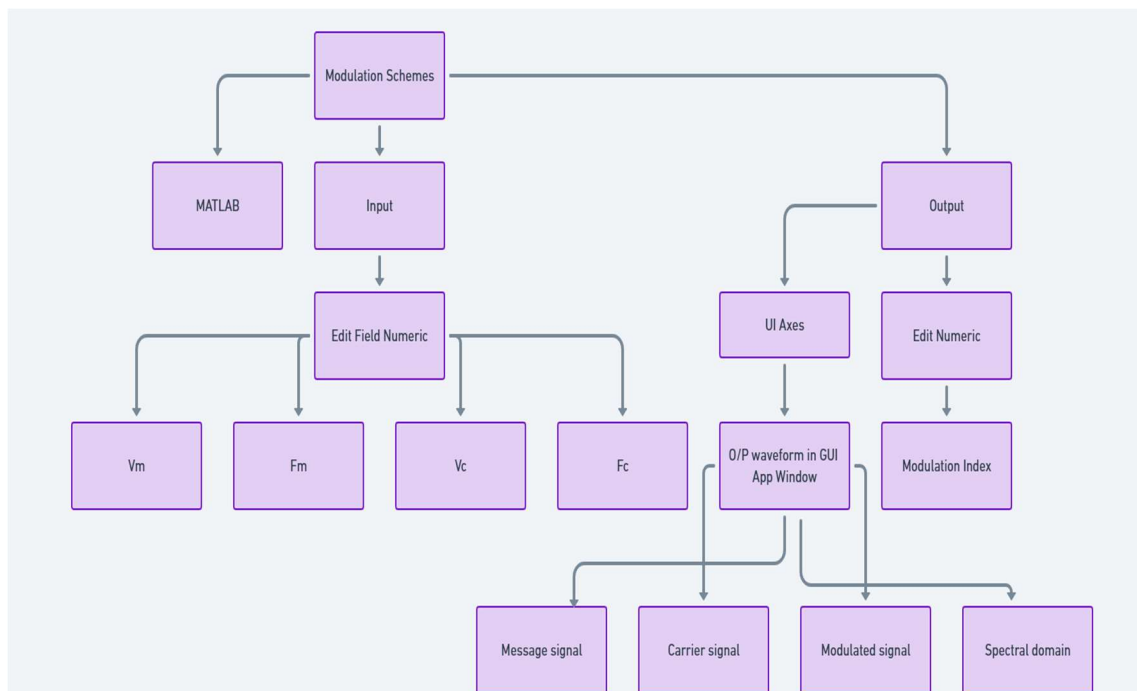 Modulation Schemes
MATLAB
Input
Output
Edit Field Numeric
UI Axes
Edit Numeric
Vm
Fm
Vc
Fc
O/P waveform in GUI
App Window
Modulation Index
Message signal
Carrier signal
Modulated signal
Spectral domain